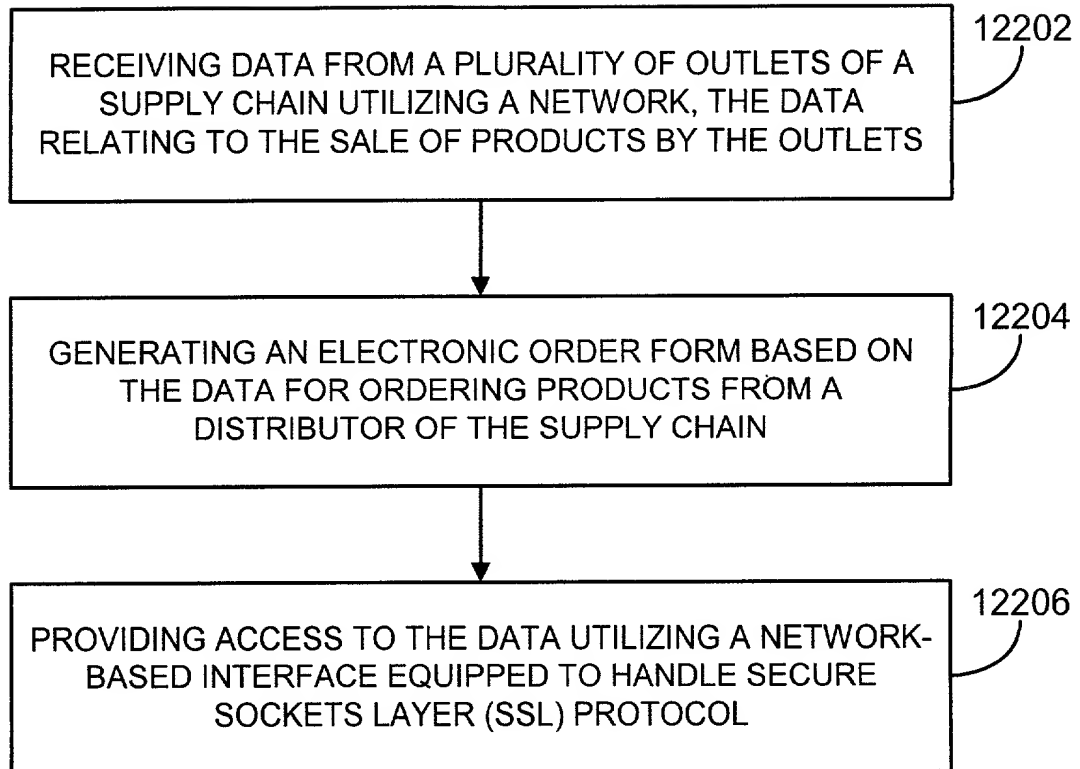 12202
RECEIVING DATA FROM A PLURALITY OF OUTLETS OF A
SUPPLY CHAIN UTILIZING A NETWORK, THE DATA
RELATING TO THE SALE OF PRODUCTS BY THE OUTLETS
12204
GENERATING AN ELECTRONIC ORDER FORM BASED ON
THE DATA FOR ORDERING PRODUCTS FROM A
DISTRIBUTOR OF THE SUPPLY CHAIN
12206
PROVIDING ACCESS TO THE DATA UTILIZING A NETWORK-
BASED INTERFACE EQUIPPED TO HANDLE SECURE
SOCKETS LAYER (SSL) PROTOCOL